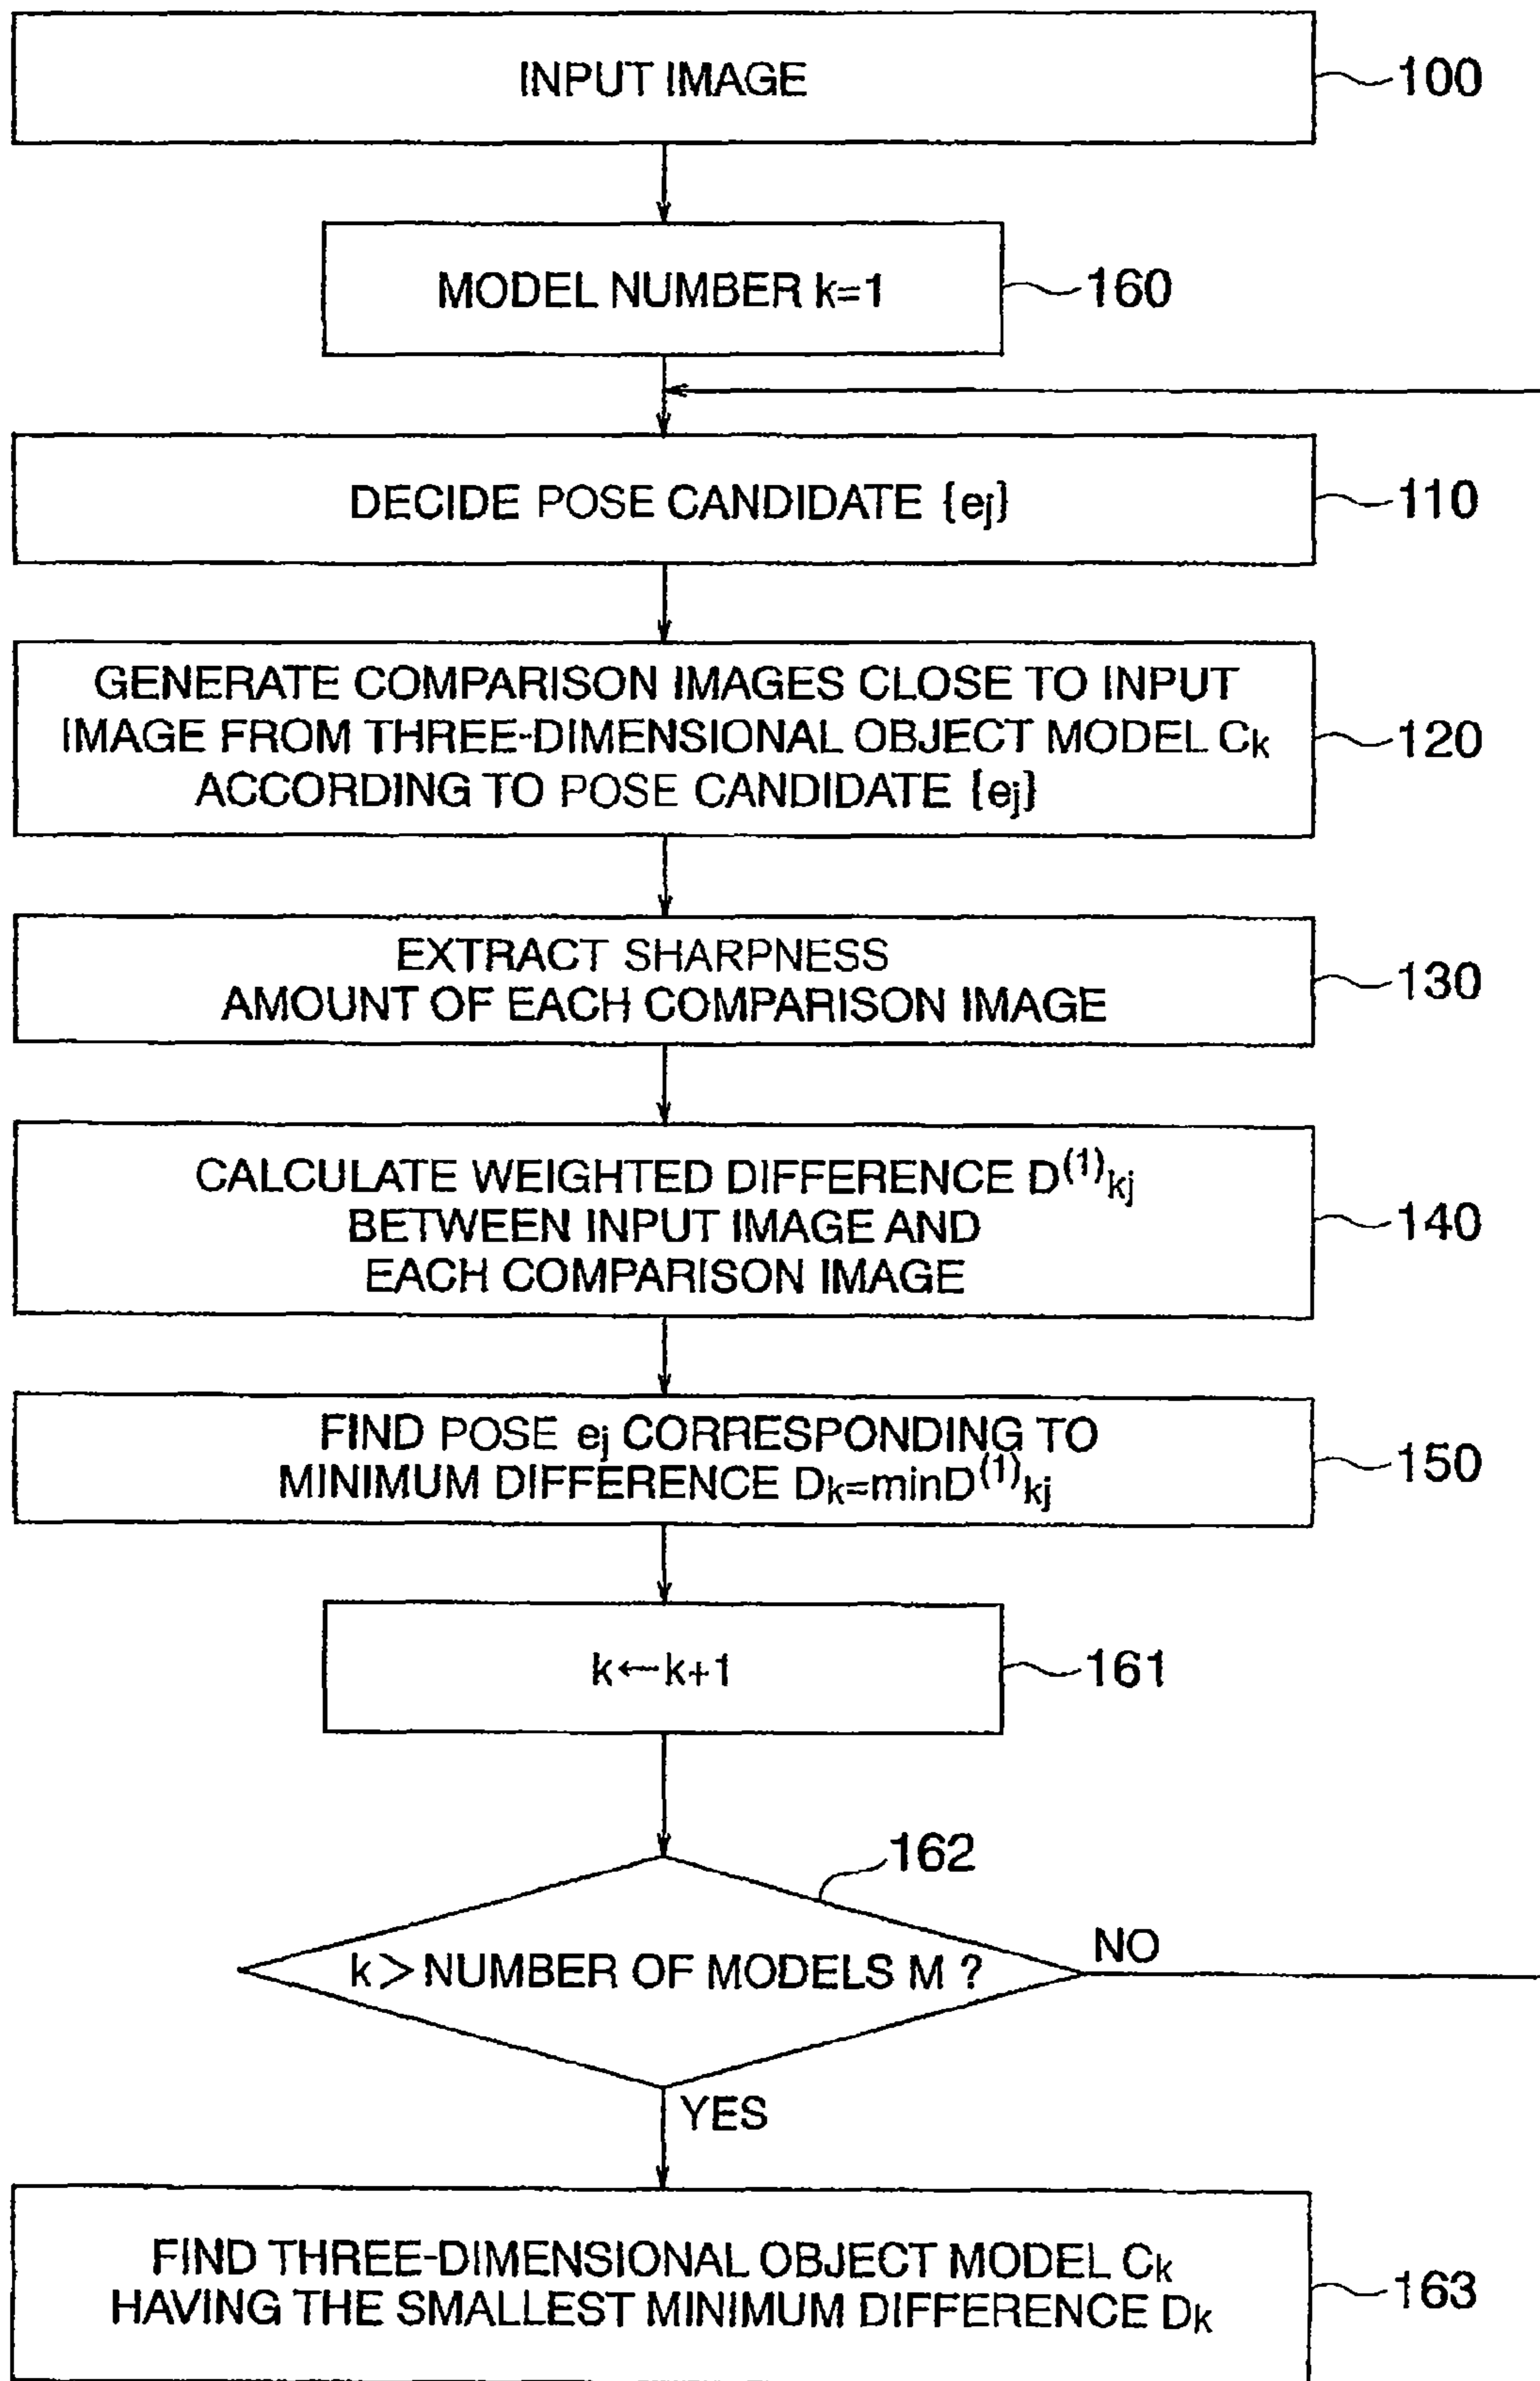 INPUT IMAGE
100
MODEL NUMBER k=1
160
DECIDE POSE CANDIDATE {ej}
110
GENERATE COMPARISON IMAGES CLOSE TO INPUT
IMAGE FROM THREE-DIMENSIONAL OBJECT MODEL Ck
ACCORDING TO POSE CANDIDATE {ej}
120
EXTRACT SHARPNESS
AMOUNT OF EACH COMPARISON IMAGE
130
CALCULATE WEIGHTED DIFFERENCE D(1)kj
BETWEEN INPUT IMAGE AND
EACH COMPARISON IMAGE
140
FIND POSE ej CORRESPONDING TO
MINIMUM DIFFERENCE Dk=minD(1)kj
150
k←k+1
161
162
k>NUMBER OF MODELS M ?
NO
YES
FIND THREE-DIMENSIONAL OBJECT MODEL Ck
HAVING THE SMALLEST MINIMUM DIFFERENCE Dk
163